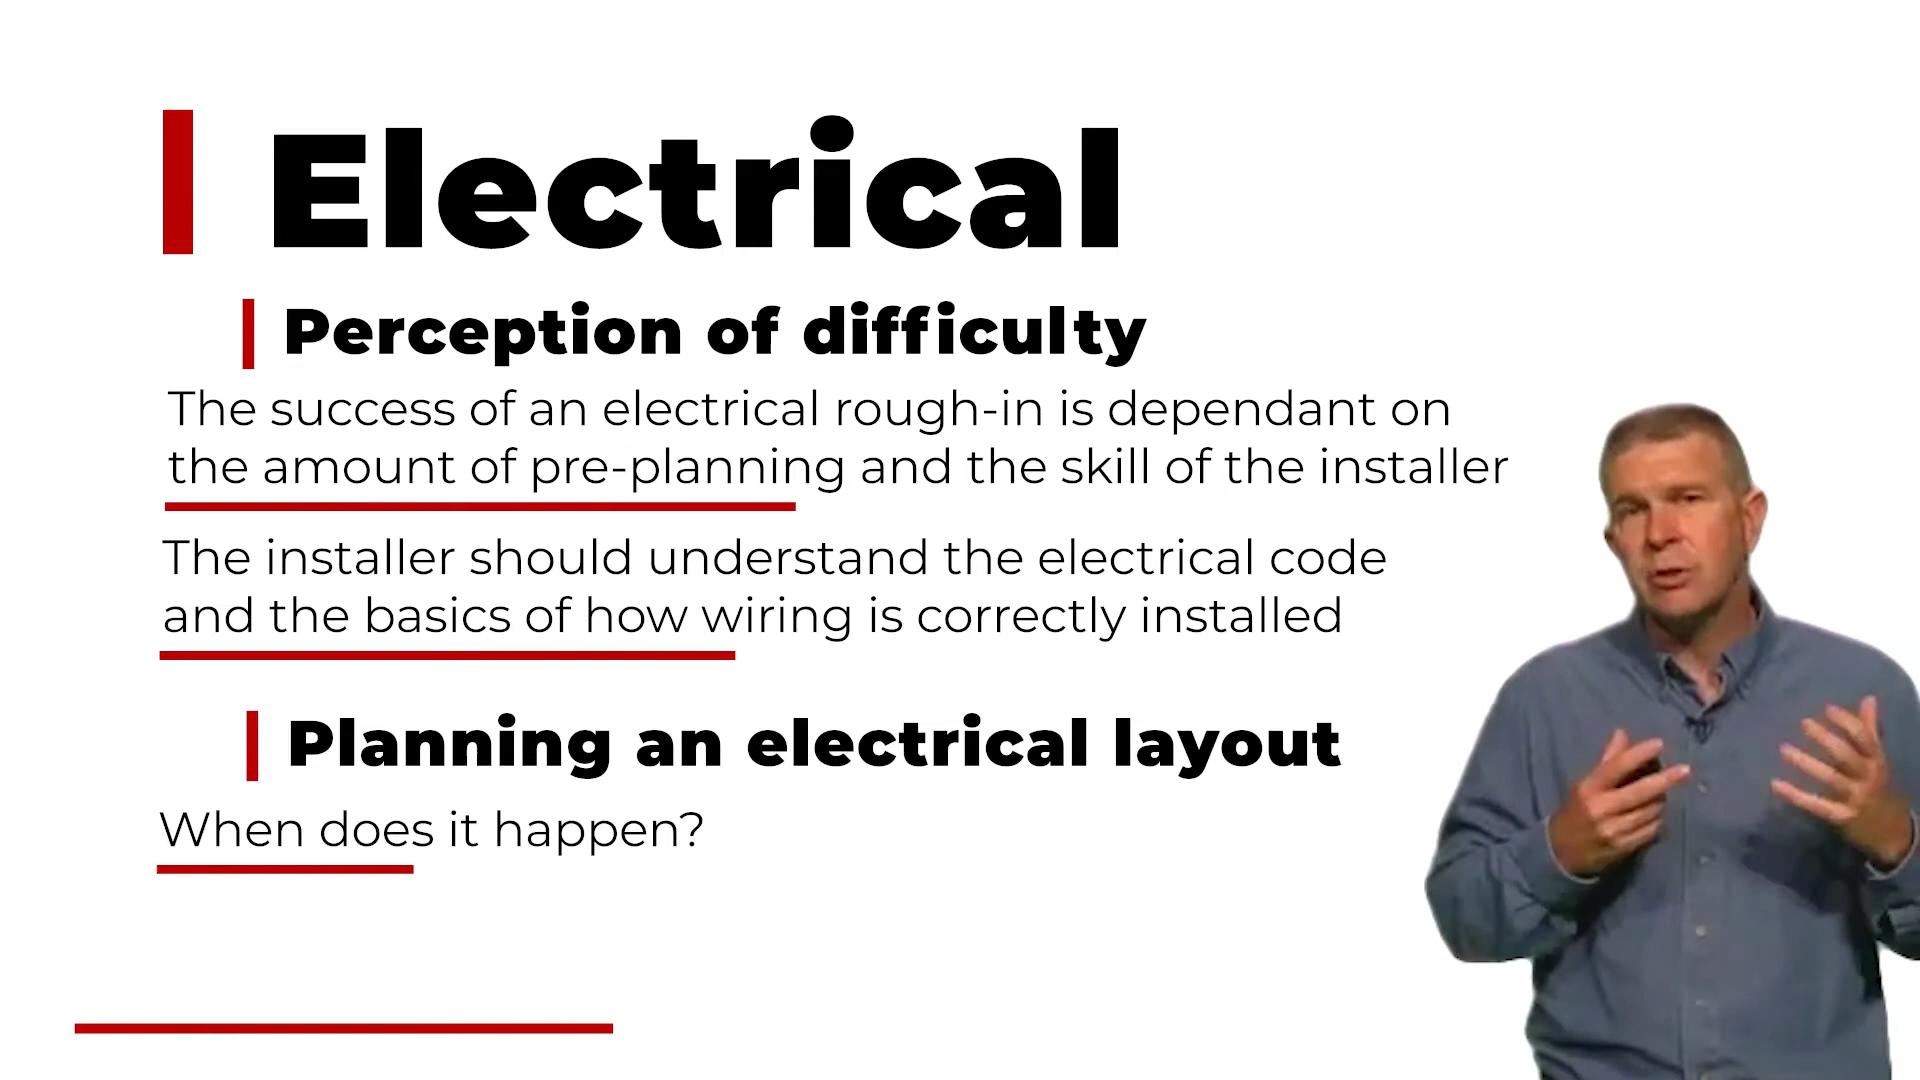 Electrical
Perception of difficulty
The success of an electrical rough-in is dependant on
the amount of pre-planning and the skill of the installer
The installer should understand the electrical code
and the basics of how wiring is correctly installed
Planning an electrical layout
When does it happen?